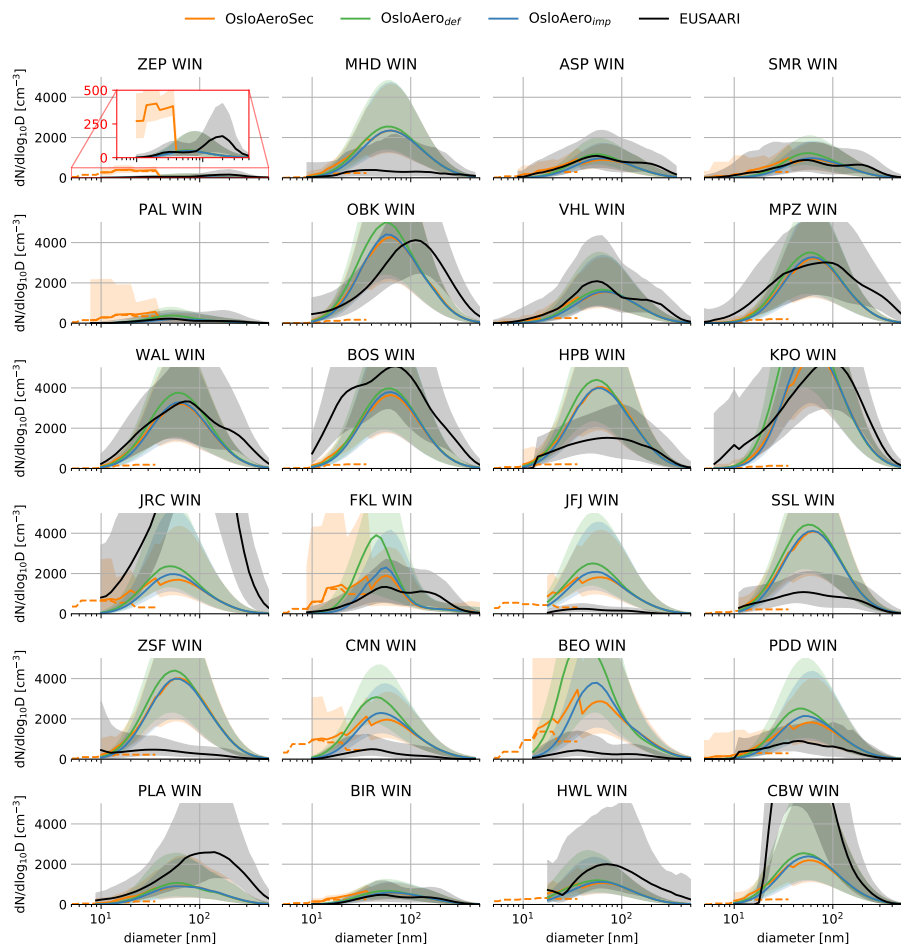 OsloAeroSec OsloAero_def OsloAero_imp EUSAARI
ZEP WIN MHD WIN ASP WIN SMR WIN
dN/dlog₁₀D [cm⁻³]
4000
2000
0
500
250
0
PAL WIN OBK WIN VHL WIN MPZ WIN
dN/dlog₁₀D [cm⁻³]
4000
2000
0
WAL WIN BOS WIN HPB WIN KPO WIN
dN/dlog₁₀D [cm⁻³]
4000
2000
0
JRC WIN FKL WIN JFJ WIN SSL WIN
dN/dlog₁₀D [cm⁻³]
4000
2000
0
ZSF WIN CMN WIN BEO WIN PDD WIN
dN/dlog₁₀D [cm⁻³]
4000
2000
0
PLA WIN BIR WIN HWL WIN CBW WIN
dN/dlog₁₀D [cm⁻³]
4000
2000
0
10¹ 10² 10¹ 10² 10¹ 10² 10¹ 10²
diameter [nm] diameter [nm] diameter [nm] diameter [nm]